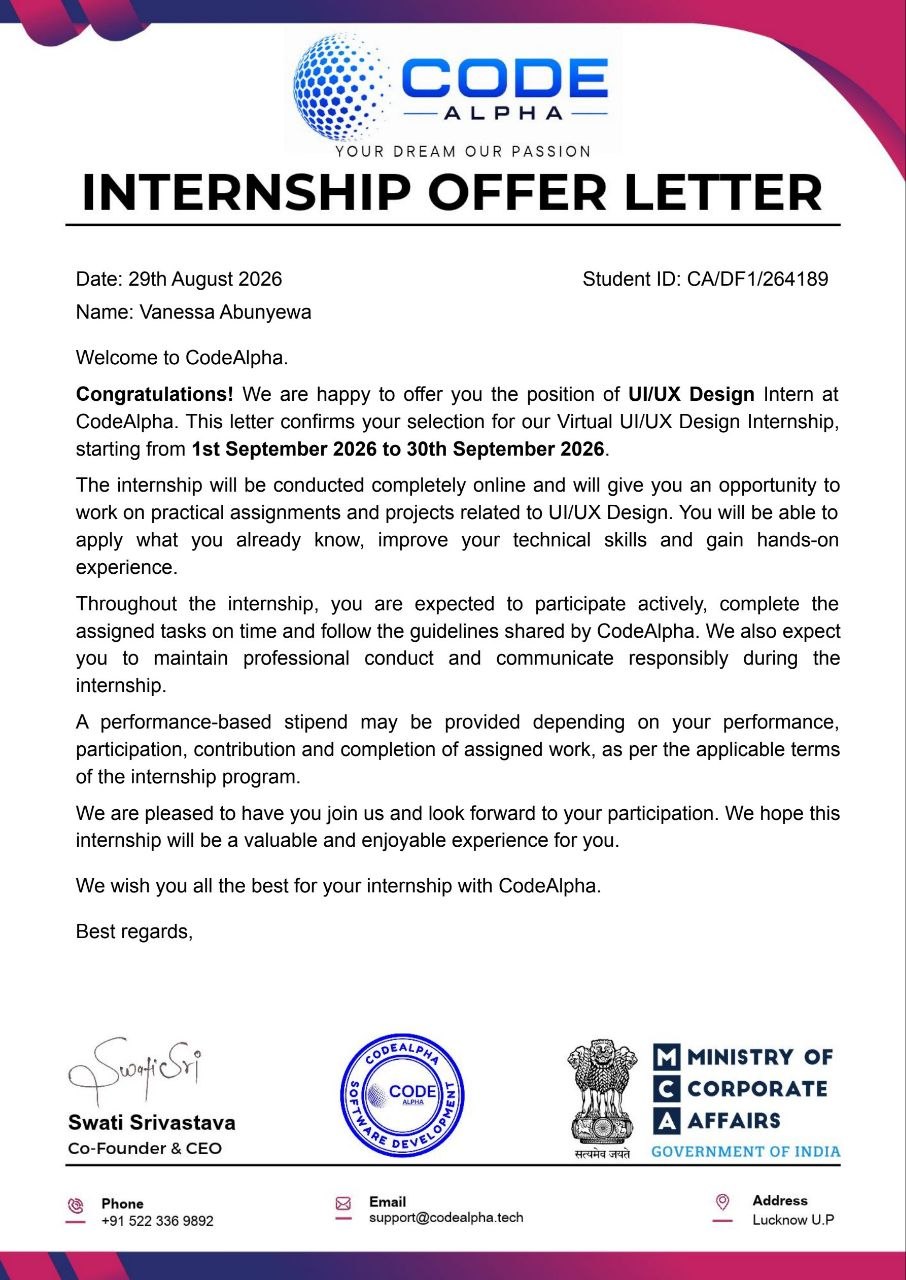 CODE
ALPHA
YOUR DREAM OUR PASSION
INTERNSHIP OFFER LETTER
Date: 29th August 2026
Student ID: CA/DF1/264189
Name: Vanessa Abunyewa
Welcome to CodeAlpha.
Congratulations! We are happy to offer you the position of UI/UX Design Intern at
CodeAlpha. This letter confirms your selection for our Virtual UI/UX Design Internship,
starting from 1st September 2026 to 30th September 2026.
The internship will be conducted completely online and will give you an opportunity to
work on practical assignments and projects related to UI/UX Design. You will be able to
apply what you already know, improve your technical skills and gain hands-on
experience.
Throughout the internship, you are expected to participate actively, complete the
assigned tasks on time and follow the guidelines shared by CodeAlpha. We also expect
you to maintain professional conduct and communicate responsibly during the
internship.
A performance-based stipend may be provided depending on your performance,
participation, contribution and completion of assigned work, as per the applicable terms
of the internship program.
We are pleased to have you join us and look forward to your participation. We hope this
internship will be a valuable and enjoyable experience for you.
We wish you all the best for your internship with CodeAlpha.
Best regards,
Swati Sri
Swati Srivastava
Co-Founder & CEO
CODEALPHA
CODE
ALPHA
SOFTWARE DEVELOPMENT
सत्यमेव जयते
M MINISTRY OF
C CORPORATE
A AFFAIRS
GOVERNMENT OF INDIA
Phone
+91 522 336 9892
Email
support@codealpha.tech
Address
Lucknow U.P